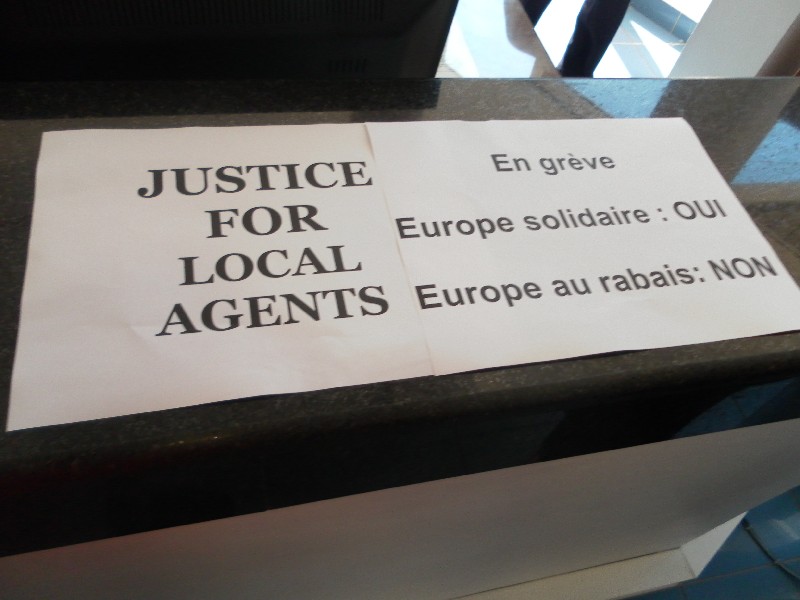 JUSTICE
FOR
LOCAL
AGENTS
En grève
Europe solidaire : OUI
Europe au rabais: NON